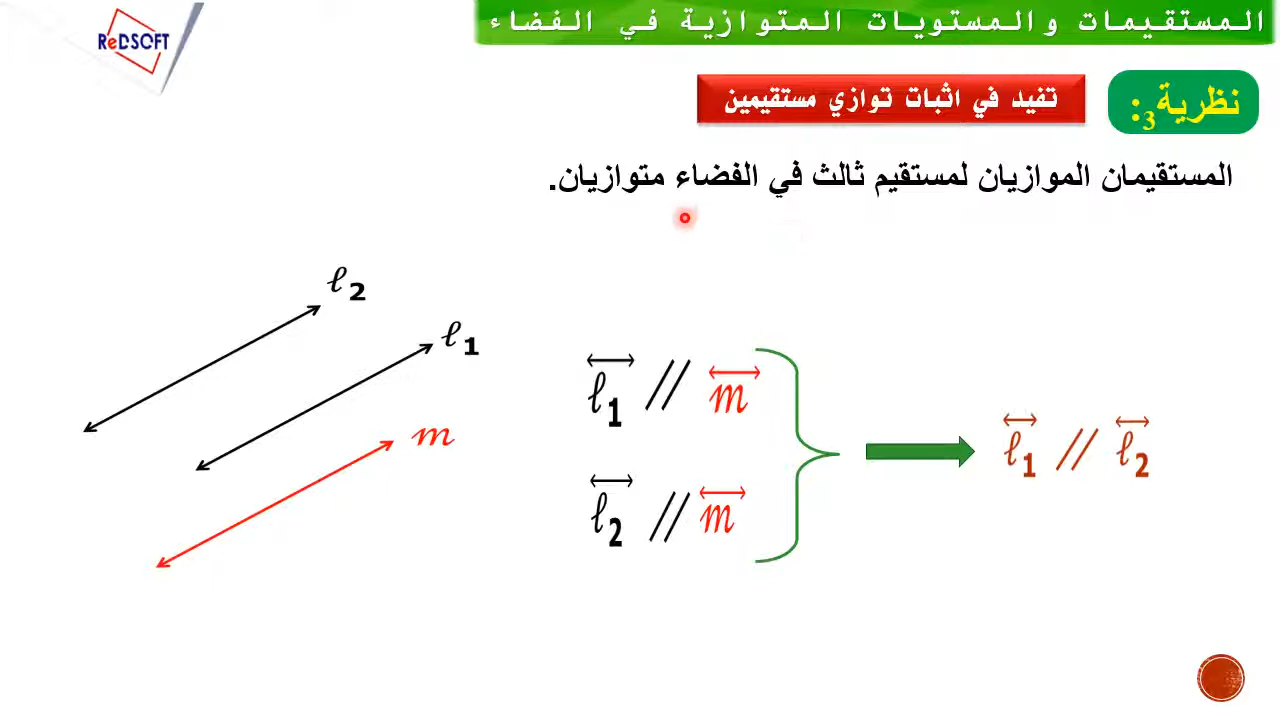 المستقيمات والمستويات المتوازية في الفضاء
ReDSOFT
نظرية3:
تفيد في اثبات توازي مستقيمين
المستقيمان الموازيان لمستقيم ثالث في الفضاء متوازيان.
ℓ2
ℓ1
m
ℓ1 // m
ℓ2 // m
ℓ1 // ℓ2